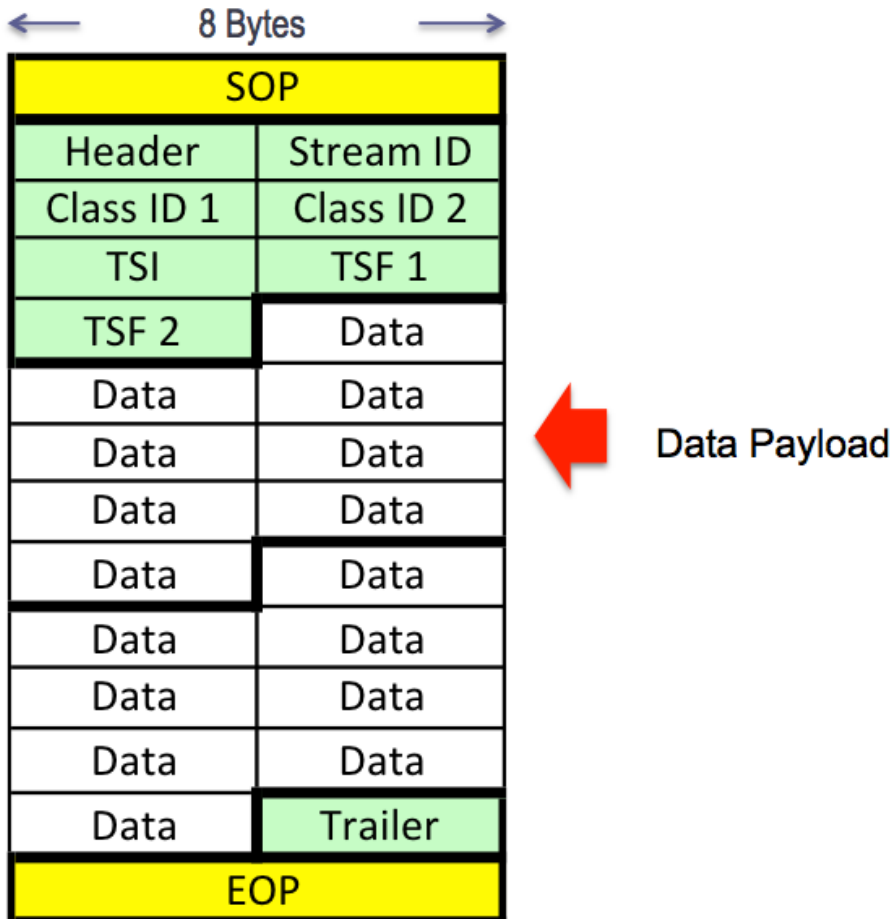 8 Bytes
SOP
Header Stream ID
Class ID 1 Class ID 2
TSI TSF 1
TSF 2 Data
Data Data
Data Data Data Payload
Data Data
Data Data
Data Data
Data Data
Data Data
Data Trailer
EOP